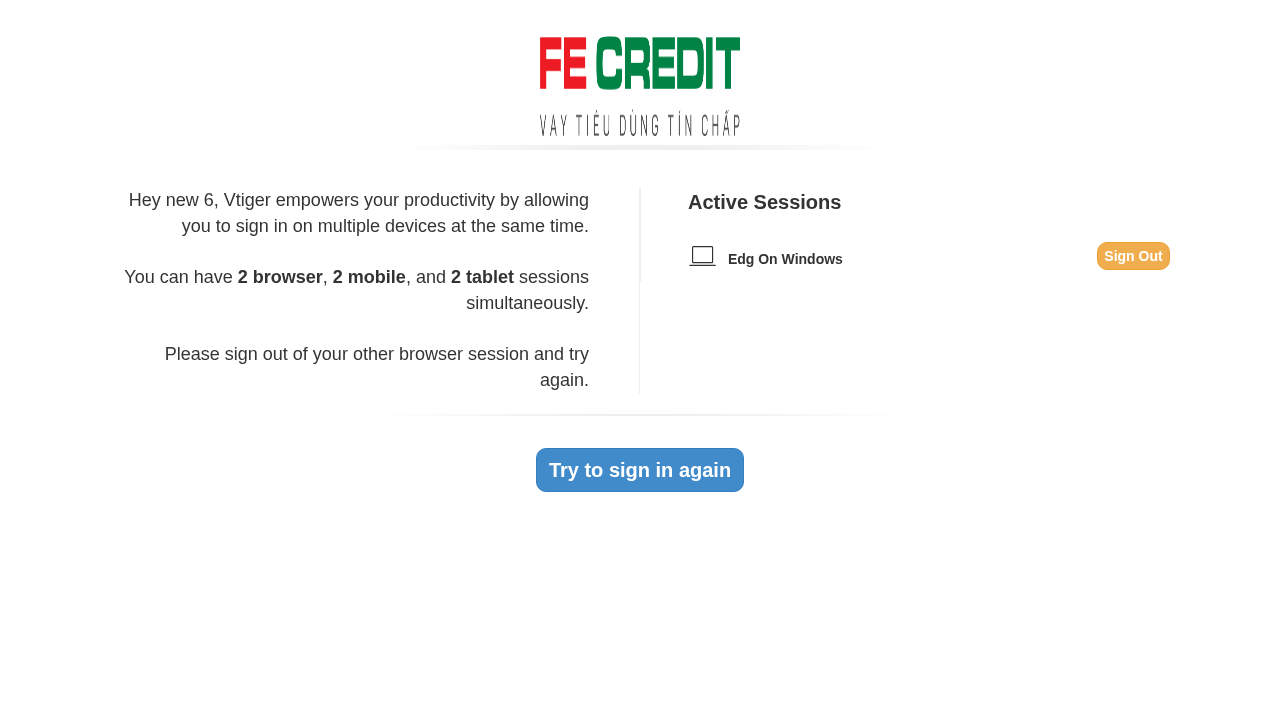 FE CREDIT
VAY TIÊU DÙNG TÍN CHẤP
Hey new 6, Vtiger empowers your productivity by allowing
you to sign in on multiple devices at the same time.
You can have 2 browser, 2 mobile, and 2 tablet sessions
simultaneously.
Please sign out of your other browser session and try
again.
Active Sessions
Edg On Windows
Sign Out
Try to sign in again